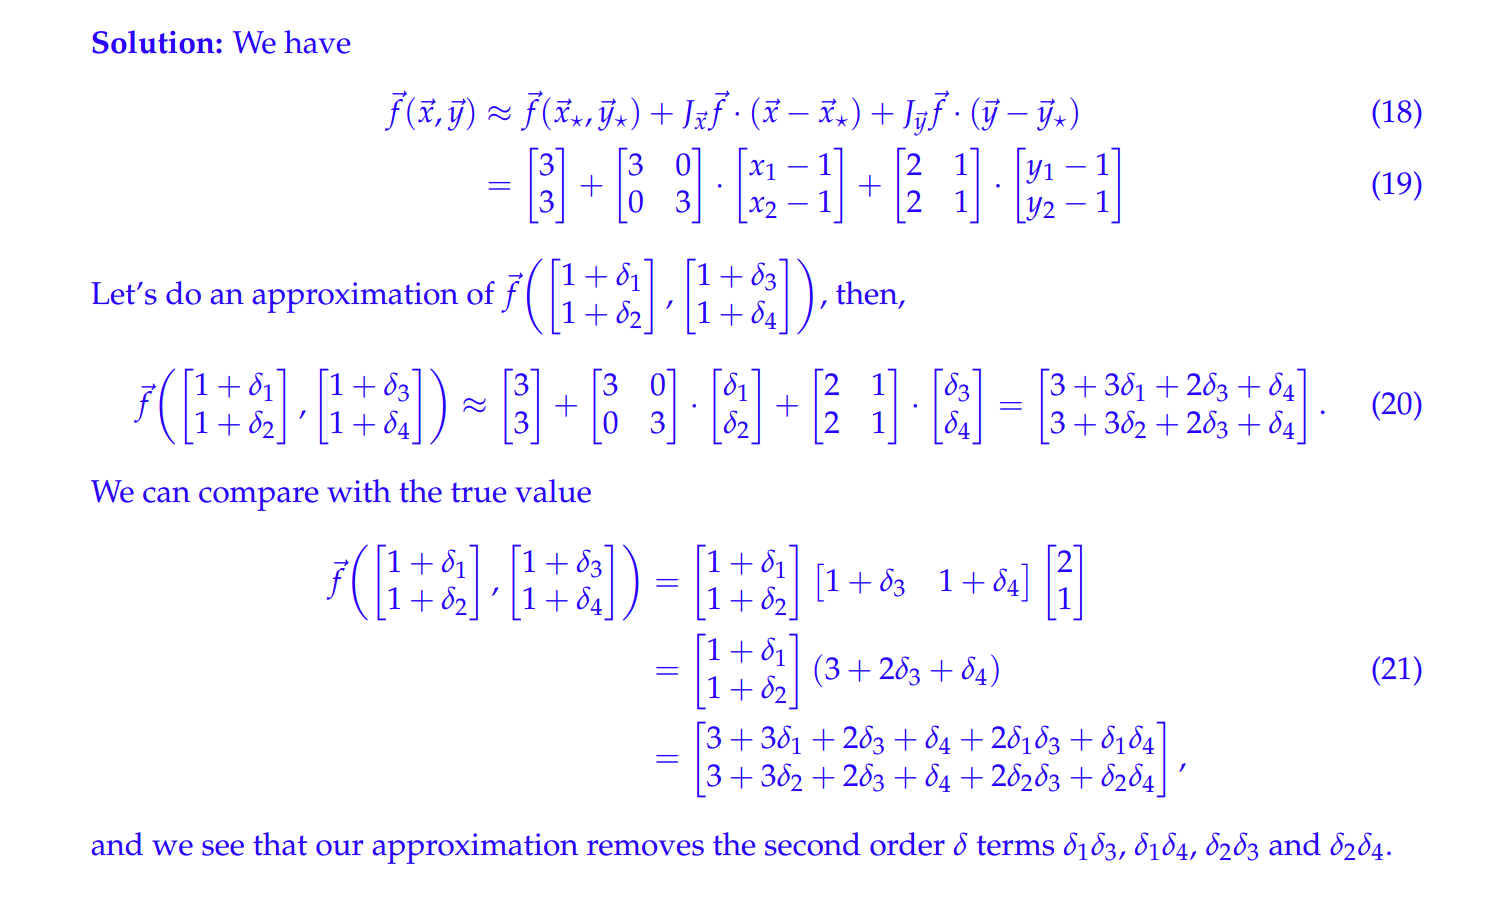 **Solution:** We have
$$\vec{f}(\vec{x}, \vec{y}) \approx \vec{f}(\vec{x}_\star, \vec{y}_\star) + J_{\vec{x}}\vec{f} \cdot (\vec{x} - \vec{x}_\star) + J_{\vec{y}}\vec{f} \cdot (\vec{y} - \vec{y}_\star) \quad (18)$$
$$= \begin{bmatrix} 3 \\ 3 \end{bmatrix} + \begin{bmatrix} 3 & 0 \\ 0 & 3 \end{bmatrix} \cdot \begin{bmatrix} x_1 - 1 \\ x_2 - 1 \end{bmatrix} + \begin{bmatrix} 2 & 1 \\ 2 & 1 \end{bmatrix} \cdot \begin{bmatrix} y_1 - 1 \\ y_2 - 1 \end{bmatrix} \quad (19)$$
Let's do an approximation of $\vec{f}\left(\begin{bmatrix} 1 + \delta_1 \\ 1 + \delta_2 \end{bmatrix}, \begin{bmatrix} 1 + \delta_3 \\ 1 + \delta_4 \end{bmatrix}\right)$, then,
$$\vec{f}\left(\begin{bmatrix} 1 + \delta_1 \\ 1 + \delta_2 \end{bmatrix}, \begin{bmatrix} 1 + \delta_3 \\ 1 + \delta_4 \end{bmatrix}\right) \approx \begin{bmatrix} 3 \\ 3 \end{bmatrix} + \begin{bmatrix} 3 & 0 \\ 0 & 3 \end{bmatrix} \cdot \begin{bmatrix} \delta_1 \\ \delta_2 \end{bmatrix} + \begin{bmatrix} 2 & 1 \\ 2 & 1 \end{bmatrix} \cdot \begin{bmatrix} \delta_3 \\ \delta_4 \end{bmatrix} = \begin{bmatrix} 3 + 3\delta_1 + 2\delta_3 + \delta_4 \\ 3 + 3\delta_2 + 2\delta_3 + \delta_4 \end{bmatrix}. \quad (20)$$
We can compare with the true value
$$\vec{f}\left(\begin{bmatrix} 1 + \delta_1 \\ 1 + \delta_2 \end{bmatrix}, \begin{bmatrix} 1 + \delta_3 \\ 1 + \delta_4 \end{bmatrix}\right) = \begin{bmatrix} 1 + \delta_1 \\ 1 + \delta_2 \end{bmatrix} \begin{bmatrix} 1 + \delta_3 & 1 + \delta_4 \end{bmatrix} \begin{bmatrix} 2 \\ 1 \end{bmatrix}$$
$$= \begin{bmatrix} 1 + \delta_1 \\ 1 + \delta_2 \end{bmatrix} (3 + 2\delta_3 + \delta_4) \quad (21)$$
$$= \begin{bmatrix} 3 + 3\delta_1 + 2\delta_3 + \delta_4 + 2\delta_1\delta_3 + \delta_1\delta_4 \\ 3 + 3\delta_2 + 2\delta_3 + \delta_4 + 2\delta_2\delta_3 + \delta_2\delta_4 \end{bmatrix},$$
and we see that our approximation removes the second order $\delta$ terms $\delta_1\delta_3$, $\delta_1\delta_4$, $\delta_2\delta_3$ and $\delta_2\delta_4$.